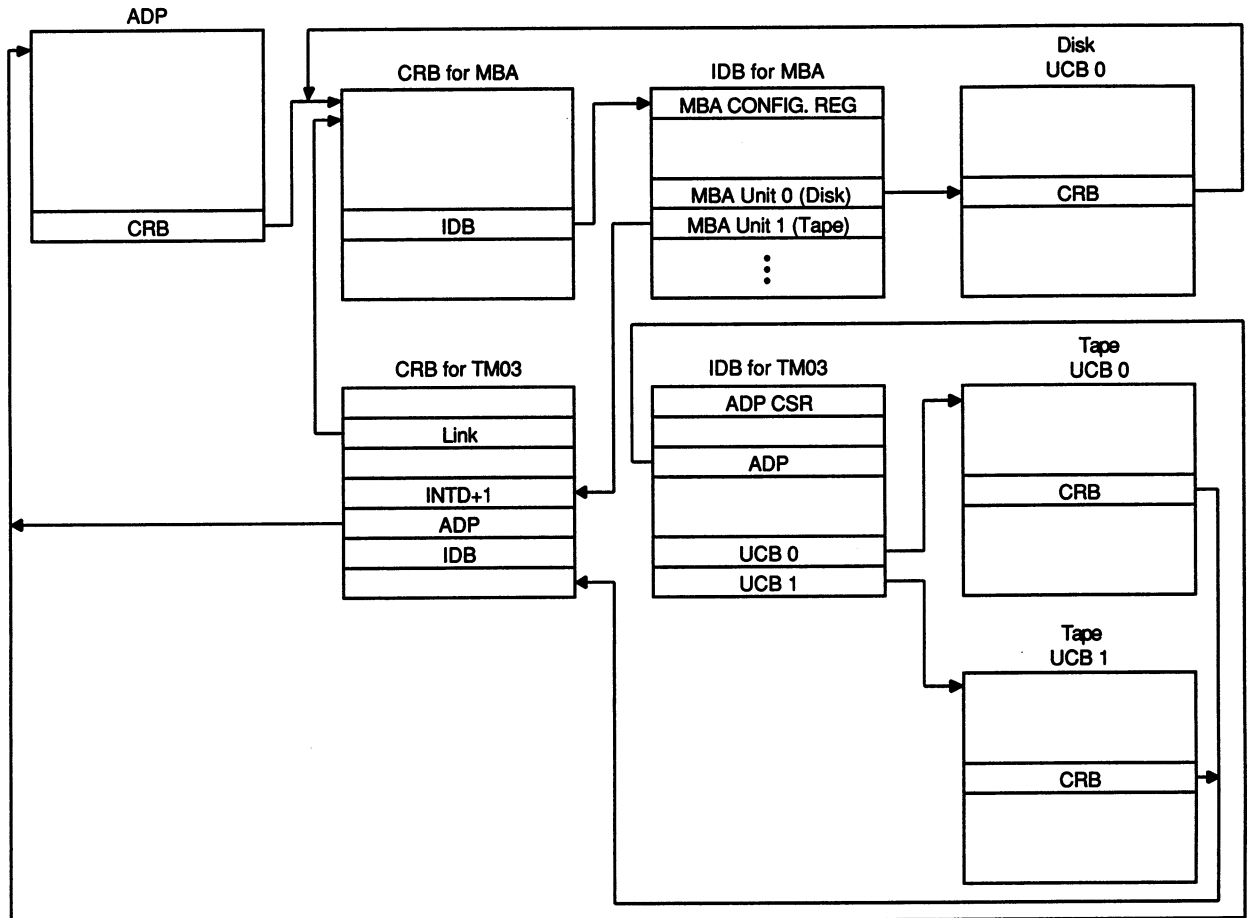 ADP
CRB
CRB for MBA
IDB
IDB for MBA
MBA CONFIG. REG
MBA Unit 0 (Disk)
MBA Unit 1 (Tape)
Disk
UCB 0
CRB
CRB for TM03
Link
INTD+1
ADP
IDB
IDB for TM03
ADP CSR
ADP
UCB 0
UCB 1
Tape
UCB 0
CRB
Tape
UCB 1
CRB